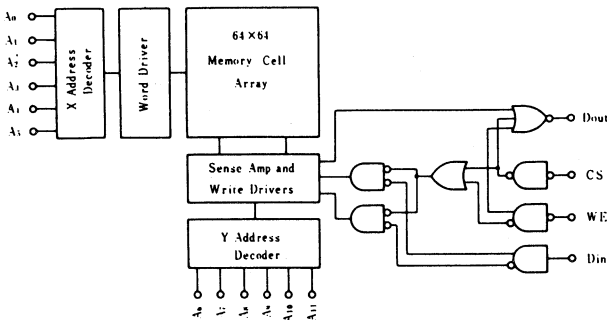 A₀
A₁
A₂
A₃
A₄
A₅
X Address
Decoder
Word Driver
64×64
Memory Cell
Array
Sense Amp and
Write Drivers
Y Address
Decoder
A₆
A₇
A₈
A₉
A₁₀
A₁₁
Dout
CS
WE
Din